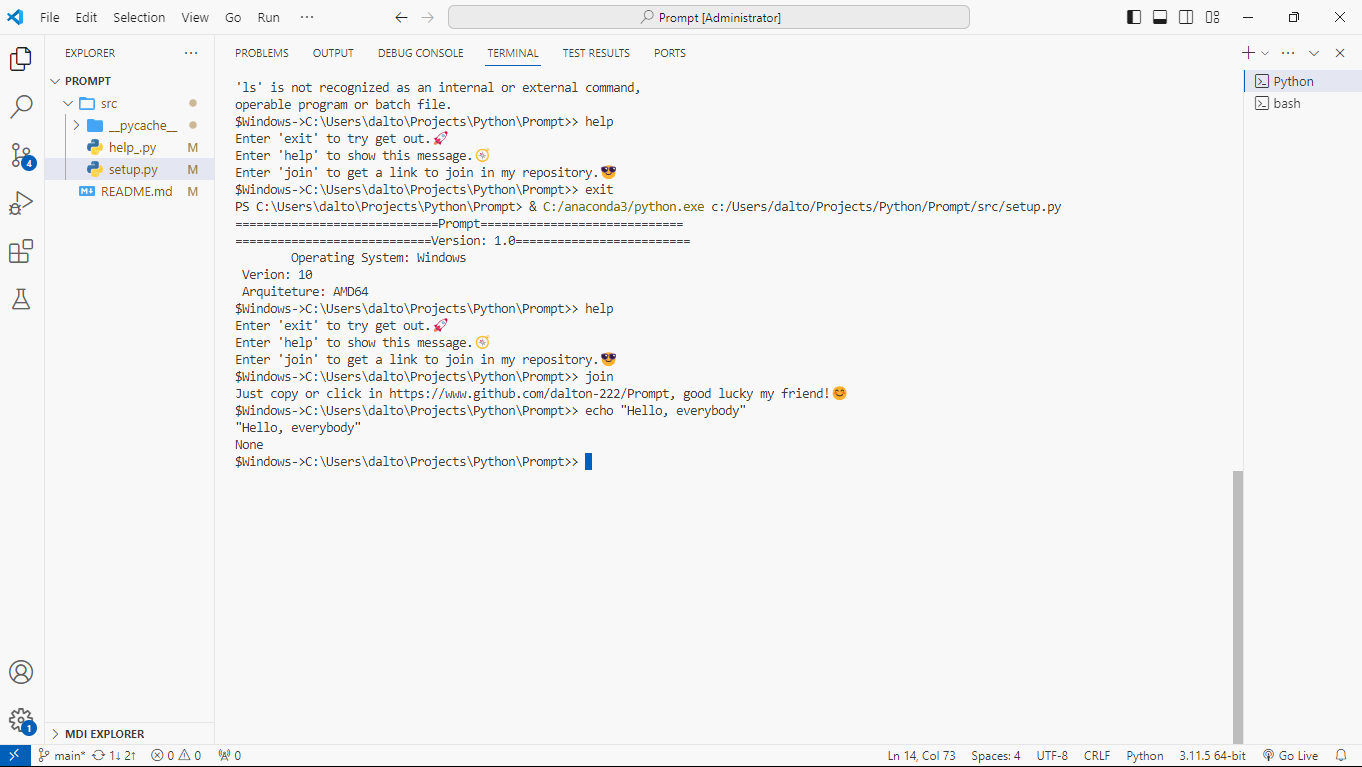 File Edit Selection View Go Run ··· Prompt [Administrator]
EXPLORER ···
PROMPT
src
__pycache__
help_.py M
setup.py M
README.md M
MDI EXPLORER
PROBLEMS OUTPUT DEBUG CONSOLE TERMINAL TEST RESULTS PORTS
'ls' is not recognized as an internal or external command,
operable program or batch file.
$Windows->C:\Users\dalto\Projects\Python\Prompt>> help
Enter 'exit' to try get out.🚀
Enter 'help' to show this message.🧭
Enter 'join' to get a link to join in my repository.😎
$Windows->C:\Users\dalto\Projects\Python\Prompt>> exit
PS C:\Users\dalto\Projects\Python\Prompt> & C:/anaconda3/python.exe c:/Users/dalto/Projects/Python/Prompt/src/setup.py
=============================Prompt=============================
============================Version: 1.0=========================
Operating System: Windows
Verion: 10
Arquiteture: AMD64
$Windows->C:\Users\dalto\Projects\Python\Prompt>> help
Enter 'exit' to try get out.🚀
Enter 'help' to show this message.🧭
Enter 'join' to get a link to join in my repository.😎
$Windows->C:\Users\dalto\Projects\Python\Prompt>> join
Just copy or click in https://www.github.com/dalton-222/Prompt, good lucky my friend!😊
$Windows->C:\Users\dalto\Projects\Python\Prompt>> echo "Hello, everybody"
"Hello, everybody"
None
$Windows->C:\Users\dalto\Projects\Python\Prompt>>
Python
bash
4
1
main* 1↓ 2↑ 0 0 0 Ln 14, Col 73 Spaces: 4 UTF-8 CRLF Python 3.11.5 64-bit Go Live